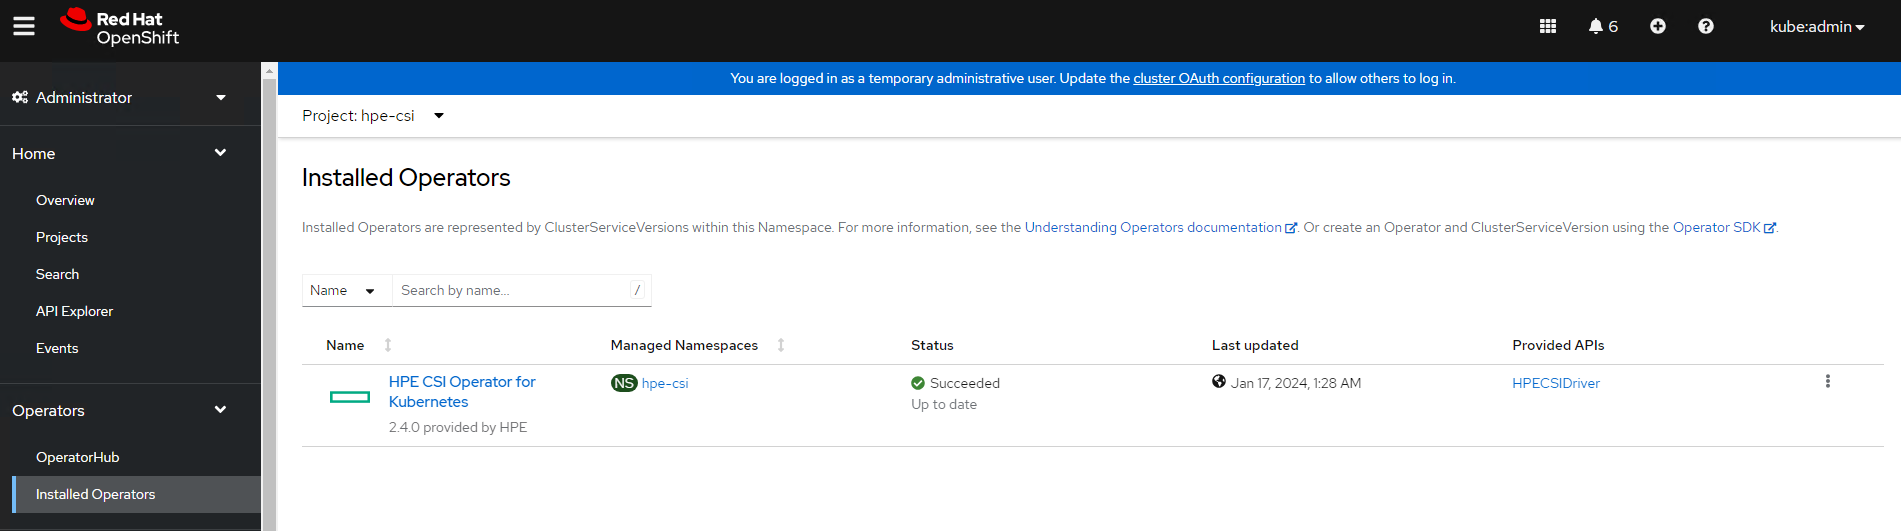 Red Hat
OpenShift
6
kube:admin
Administrator
Home
Overview
Projects
Search
API Explorer
Events
Operators
OperatorHub
Installed Operators
You are logged in as a temporary administrative user. Update the cluster OAuth configuration to allow others to log in.
Project: hpe-csi
Installed Operators
Installed Operators are represented by ClusterServiceVersions within this Namespace. For more information, see the Understanding Operators documentation. Or create an Operator and ClusterServiceVersion using the Operator SDK.
Name Search by name... /
Name Managed Namespaces Status Last updated Provided APIs
HPE CSI Operator for NS hpe-csi Succeeded Jan 17, 2024, 1:28 AM HPECSIDriver
Kubernetes Up to date
2.4.0 provided by HPE